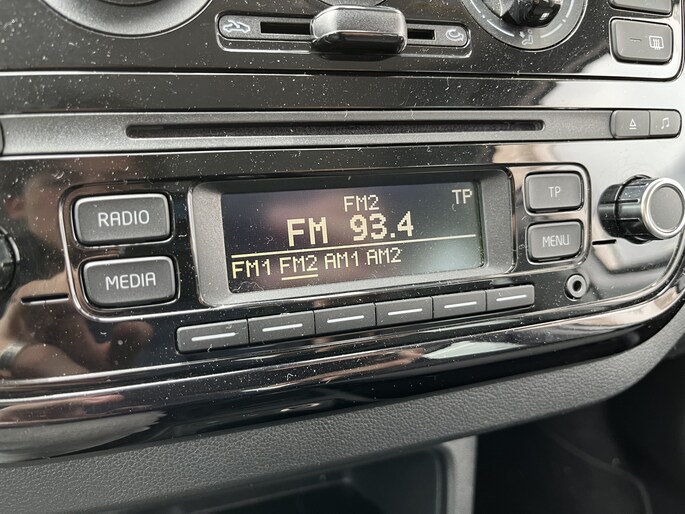 RADIO
MEDIA
FM2
TP
FM 93.4
FM1 FM2 AM1 AM2
TP
MENU